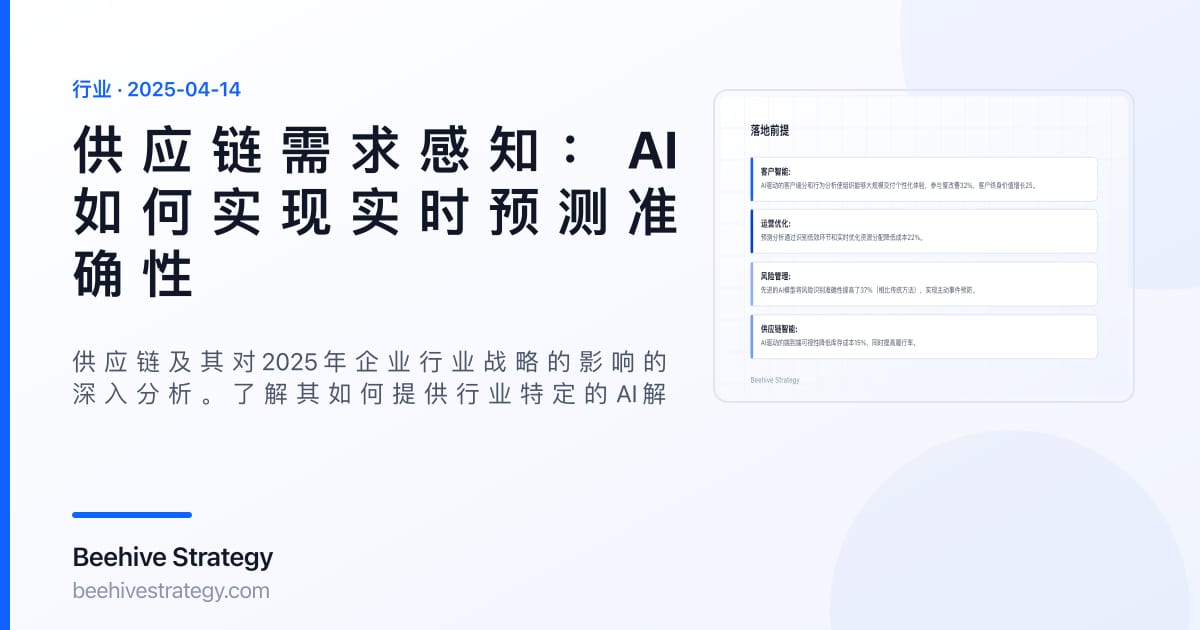 行业 · 2025-04-14
供应链需求感知：AI
如何实现实时预测准
确性
供应链及其对2025年企业行业战略的影响的
深入分析。了解其如何提供行业特定的AI解
Beehive Strategy
beehivestrategy.com
落地前提
客户智能:
AI驱动的客户细分和行为分析使组织能够大规模交付个性化体验，参与度改善32%，客户终身价值增长25。
运营优化:
预测分析通过识别低效环节和实时优化资源分配降低成本22%。
风险管理:
先进的AI模型将风险识别准确性提高了37%（相比传统方法），实现主动事件预防。
供应链智能:
AI驱动的端到端可视性降低库存成本15%，同时提高履行率。
Beehive Strategy